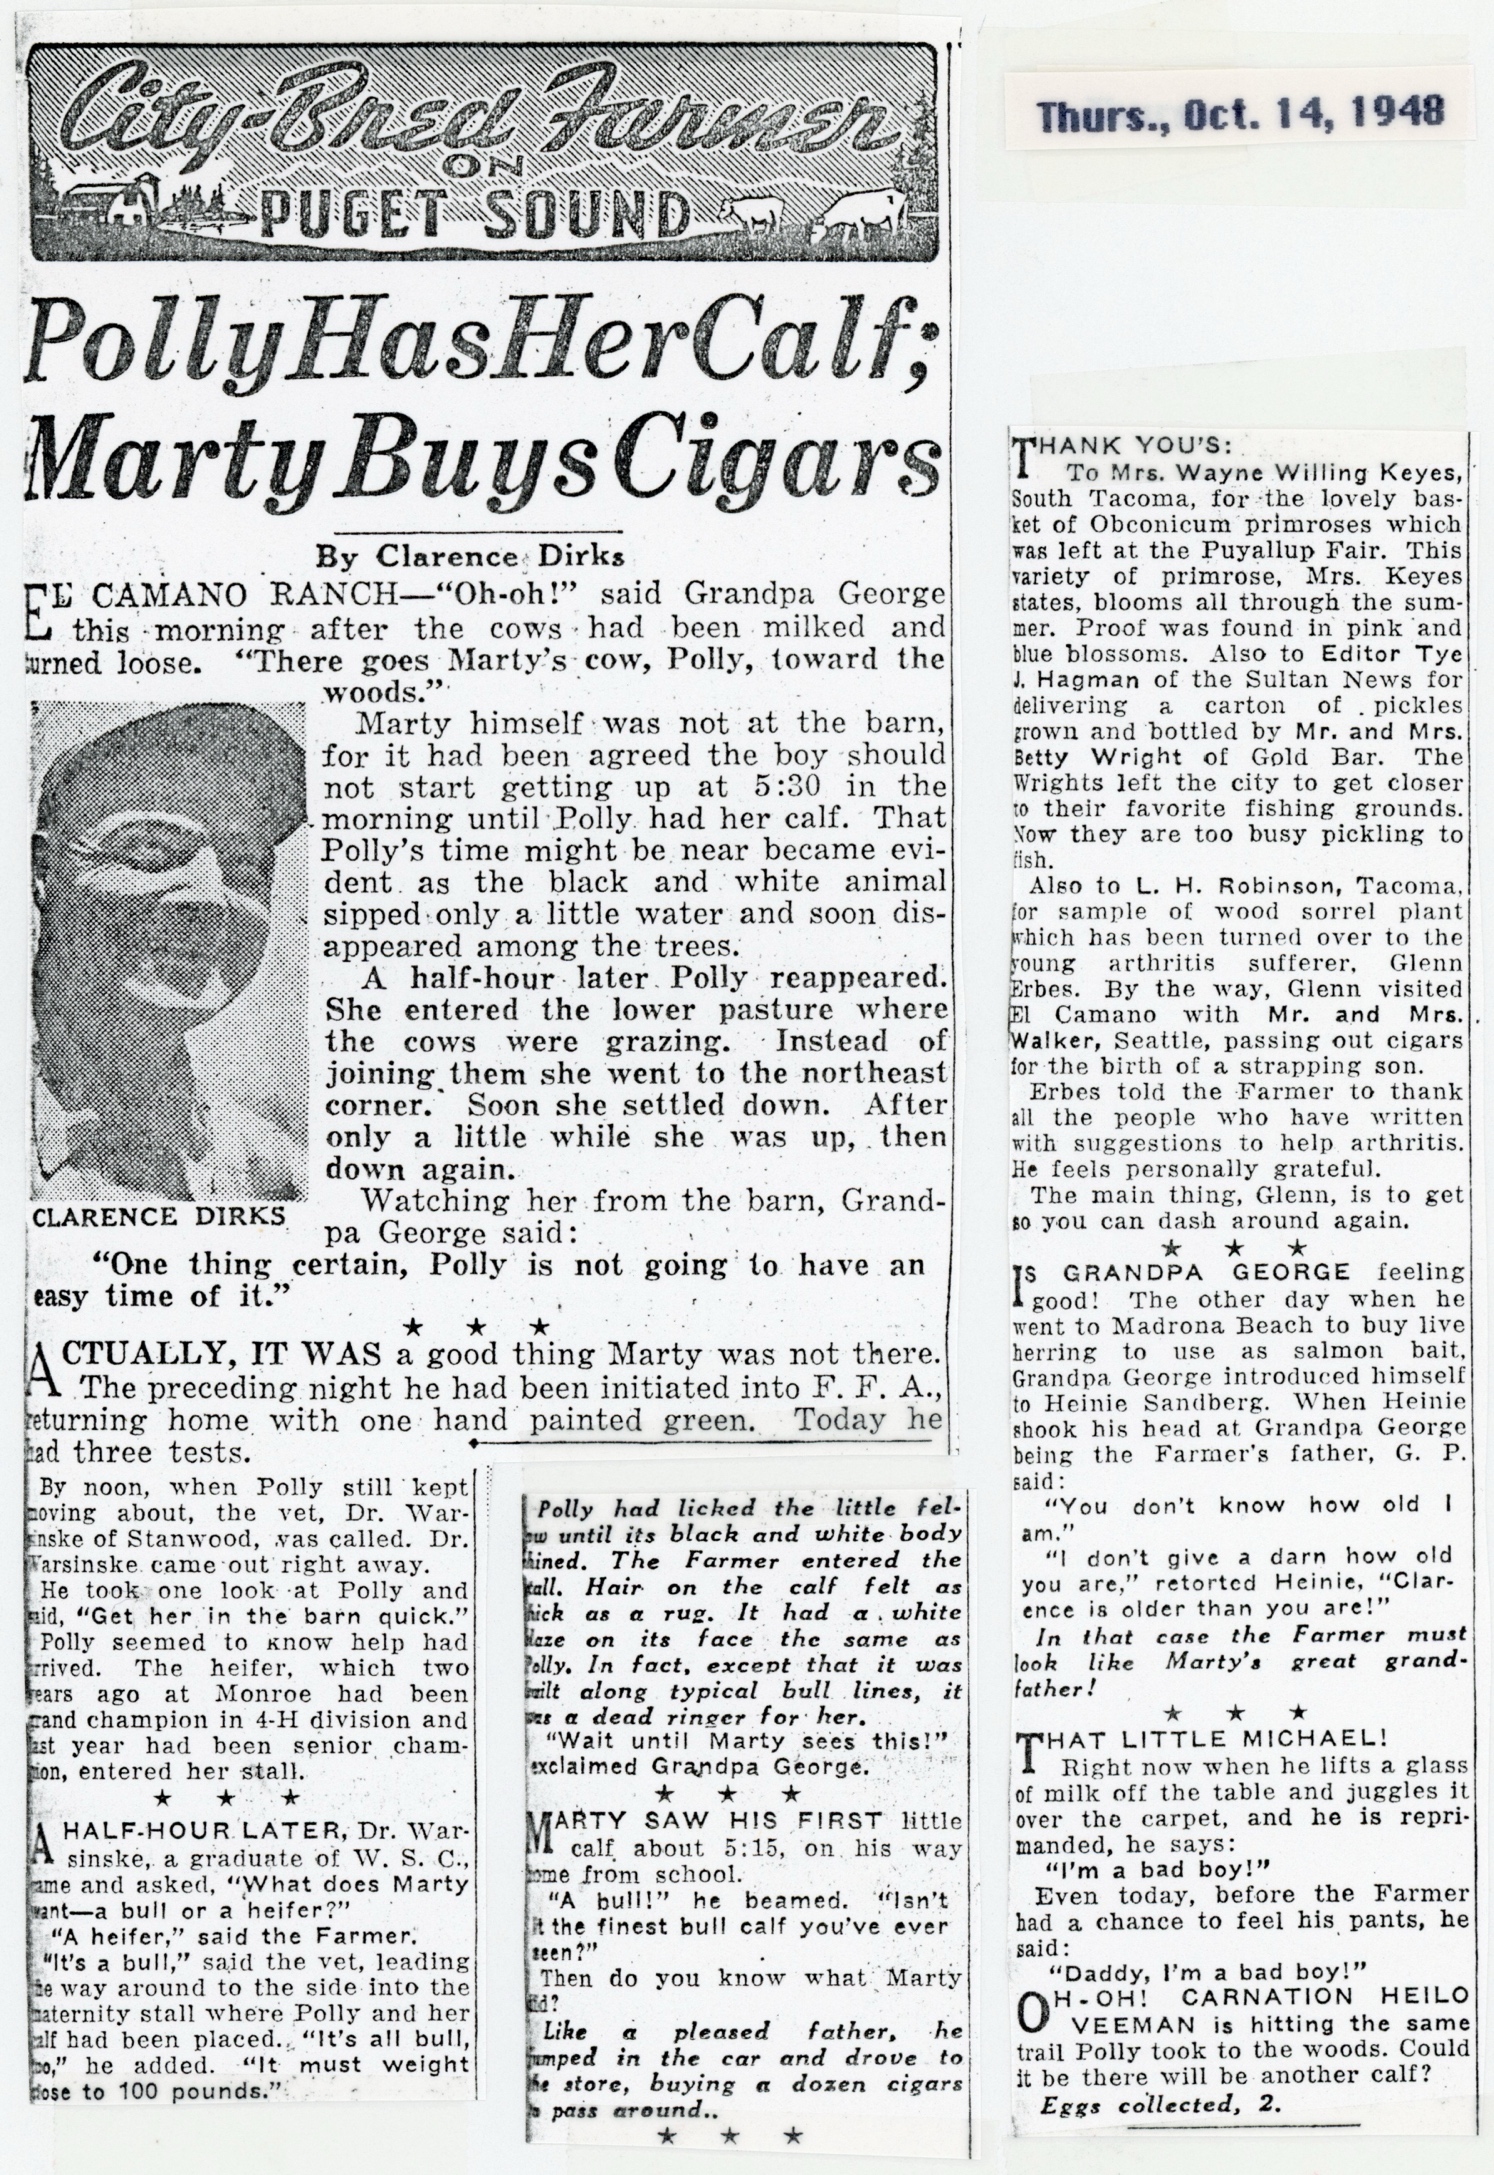 City-Bred Farmer
ON
PUGET SOUND
Thurs., Oct. 14, 1948
Polly Has Her Calf;
Marty Buys Cigars
By Clarence Dirks
EL CAMANO RANCH—"Oh-oh!" said Grandpa George
this morning after the cows had been milked and
urned loose. "There goes Marty's cow, Polly, toward the
woods."
Marty himself was not at the barn,
for it had been agreed the boy should
not start getting up at 5:30 in the
morning until Polly had her calf. That
Polly's time might be near became evi-
dent as the black and white animal
sipped only a little water and soon dis-
appeared among the trees.
A half-hour later Polly reappeared.
She entered the lower pasture where
the cows were grazing. Instead of
joining them she went to the northeast
corner. Soon she settled down. After
only a little while she was up, then
down again.
Watching her from the barn, Grand-
pa George said:
CLARENCE DIRKS
"One thing certain, Polly is not going to have an
easy time of it."
★ ★ ★
ACTUALLY, IT WAS a good thing Marty was not there.
The preceding night he had been initiated into F. F. A.,
returning home with one hand painted green. Today he
had three tests.
By noon, when Polly still kept
moving about, the vet, Dr. War-
inske of Stanwood, was called. Dr.
Warsinske came out right away.
He took one look at Polly and
said, "Get her in the barn quick."
Polly seemed to know help had
arrived. The heifer, which two
years ago at Monroe had been
grand champion in 4-H division and
last year had been senior cham-
pion, entered her stall.
★ ★ ★
A HALF-HOUR LATER, Dr. War-
sinske, a graduate of W. S. C.,
ame and asked, "What does Marty
want—a bull or a heifer?"
"A heifer," said the Farmer.
"It's a bull," said the vet, leading
he way around to the side into the
maternity stall where Polly and her
alf had been placed. "It's all bull,
too," he added. "It must weight
close to 100 pounds."
Polly had licked the little fel-
ow until its black and white body
hined. The Farmer entered the
tall. Hair on the calf felt as
hick as a rug. It had a white
blaze on its face the same as
Polly. In fact, except that it was
built along typical bull lines, it
was a dead ringer for her.
"Wait until Marty sees this!"
exclaimed Grandpa George.
★ ★ ★
MARTY SAW HIS FIRST little
calf about 5:15, on his way
home from school.
"A bull!" he beamed. "Isn't
it the finest bull calf you've ever
seen?"
Then do you know what Marty
did?
Like a pleased father, he
jumped in the car and drove to
the store, buying a dozen cigars
to pass around..
★ ★ ★
THANK YOU'S:
To Mrs. Wayne Willing Keyes,
South Tacoma, for the lovely bas-
ket of Obconicum primroses which
was left at the Puyallup Fair. This
variety of primrose, Mrs. Keyes
states, blooms all through the sum-
mer. Proof was found in pink and
blue blossoms. Also to Editor Tye
J. Hagman of the Sultan News for
delivering a carton of pickles
grown and bottled by Mr. and Mrs.
Betty Wright of Gold Bar. The
Wrights left the city to get closer
to their favorite fishing grounds.
Now they are too busy pickling to
fish.
Also to L. H. Robinson, Tacoma,
for sample of wood sorrel plant
which has been turned over to the
young arthritis sufferer, Glenn
Erbes. By the way, Glenn visited
El Camano with Mr. and Mrs.
Walker, Seattle, passing out cigars
for the birth of a strapping son.
Erbes told the Farmer to thank
all the people who have written
with suggestions to help arthritis.
He feels personally grateful.
The main thing, Glenn, is to get
so you can dash around again.
★ ★ ★
IS GRANDPA GEORGE feeling
good! The other day when he
went to Madrona Beach to buy live
herring to use as salmon bait,
Grandpa George introduced himself
to Heinie Sandberg. When Heinie
shook his head at Grandpa George
being the Farmer's father, G. P.
said:
"You don't know how old I
am."
"I don't give a darn how old
you are," retorted Heinie, "Clar-
ence is older than you are!"
In that case the Farmer must
look like Marty's great grand-
father!
★ ★ ★
THAT LITTLE MICHAEL!
Right now when he lifts a glass
of milk off the table and juggles it
over the carpet, and he is repri-
manded, he says:
"I'm a bad boy!"
Even today, before the Farmer
had a chance to feel his pants, he
said:
"Daddy, I'm a bad boy!"
OH-OH! CARNATION HEILO
VEEMAN is hitting the same
trail Polly took to the woods. Could
it be there will be another calf?
Eggs collected, 2.